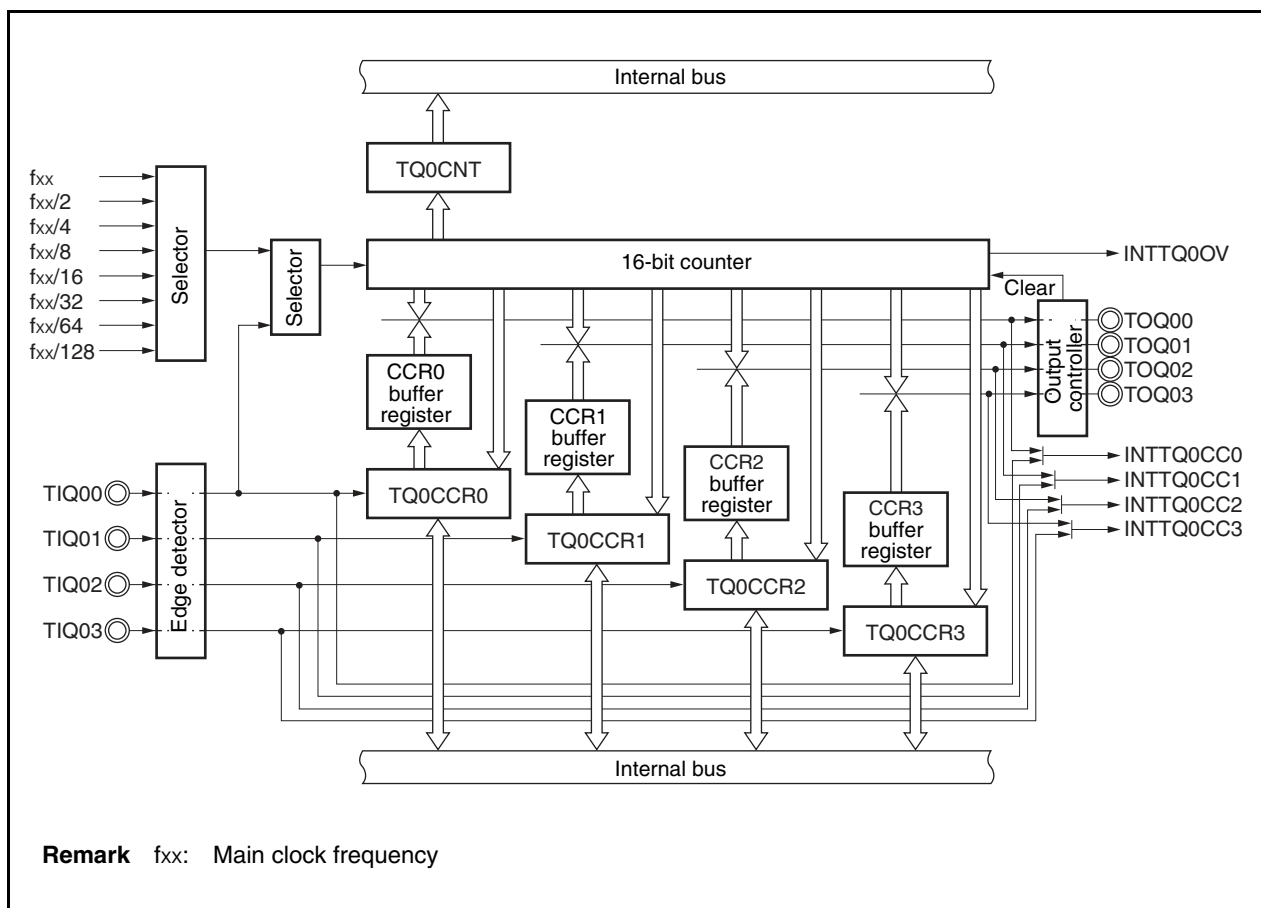 Internal bus
TQ0CNT
fxx
fxx/2
fxx/4
fxx/8
fxx/16
fxx/32
fxx/64
fxx/128
Selector
Selector
16-bit counter
INTTQ0OV
Clear
Output
controller
TOQ00
TOQ01
TOQ02
TOQ03
CCR0
buffer
register
CCR1
buffer
register
CCR2
buffer
register
CCR3
buffer
register
INTTQ0CC0
INTTQ0CC1
INTTQ0CC2
INTTQ0CC3
TIQ00
TIQ01
TIQ02
TIQ03
Edge detector
TQ0CCR0
TQ0CCR1
TQ0CCR2
TQ0CCR3
Internal bus
Remark fxx: Main clock frequency